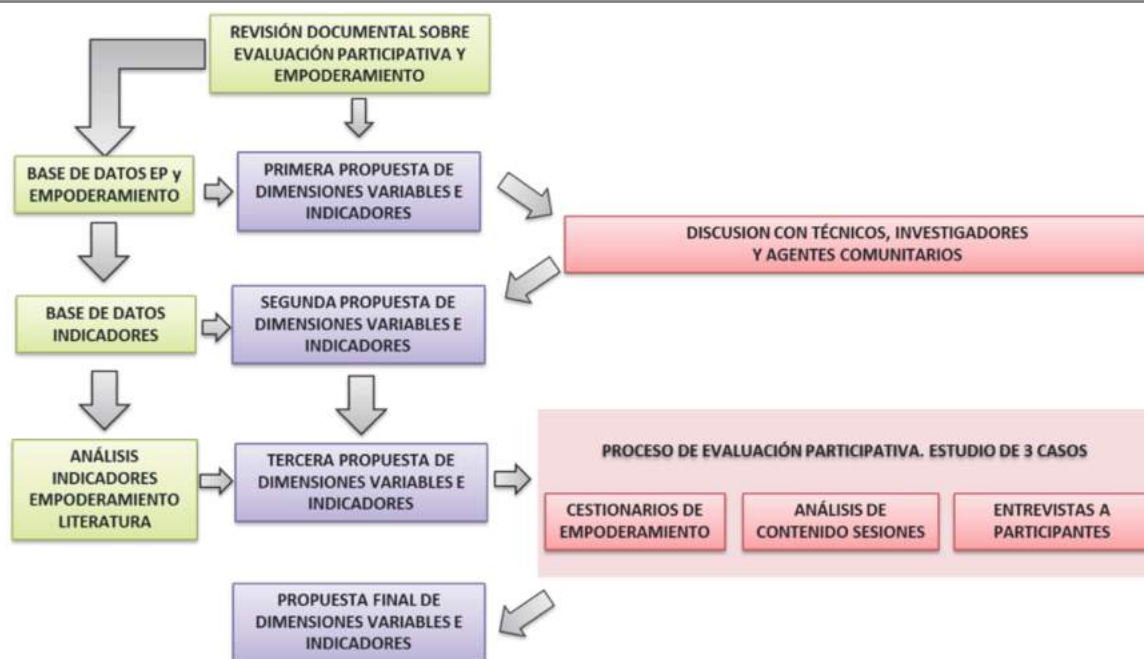 REVISIÓN DOCUMENTAL SOBRE
EVALUACIÓN PARTICIPATIVA Y
EMPODERAMIENTO
BASE DE DATOS EP y
EMPODERAMIENTO
PRIMERA PROPUESTA DE
DIMENSIONES VARIABLES E
INDICADORES
DISCUSION CON TÉCNICOS, INVESTIGADORES
Y AGENTES COMUNITARIOS
BASE DE DATOS
INDICADORES
SEGUNDA PROPUESTA DE
DIMENSIONES VARIABLES E
INDICADORES
ANÁLISIS
INDICADORES
EMPODERAMIENTO
LITERATURA
TERCERA PROPUESTA DE
DIMENSIONES VARIABLES E
INDICADORES
PROCESO DE EVALUACIÓN PARTICIPATIVA. ESTUDIO DE 3 CASOS
CESTIONARIOS DE
EMPODERAMIENTO
ANÁLISIS DE
CONTENIDO SESIONES
ENTREVISTAS A
PARTICIPANTES
PROPUESTA FINAL DE
DIMENSIONES VARIABLES E
INDICADORES